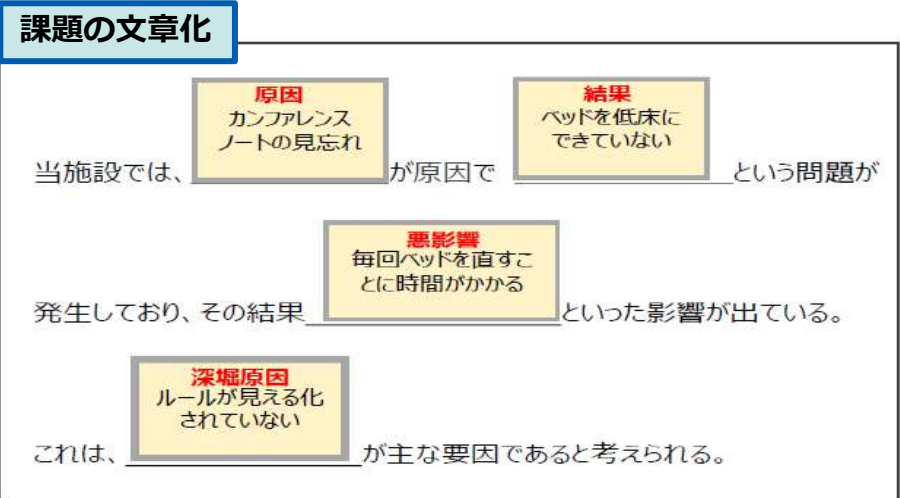 課題の文章化
当施設では、
原因
カンファレンス
ノートの見忘れ
が原因で
結果
ベッドを低床に
できていない
という問題が
発生しており、その結果
悪影響
毎回ベッドを直すこ
とに時間がかかる
といった影響が出ている。
これは、
深堀原因
ルールが見える化
されていない
が主な要因であると考えられる。